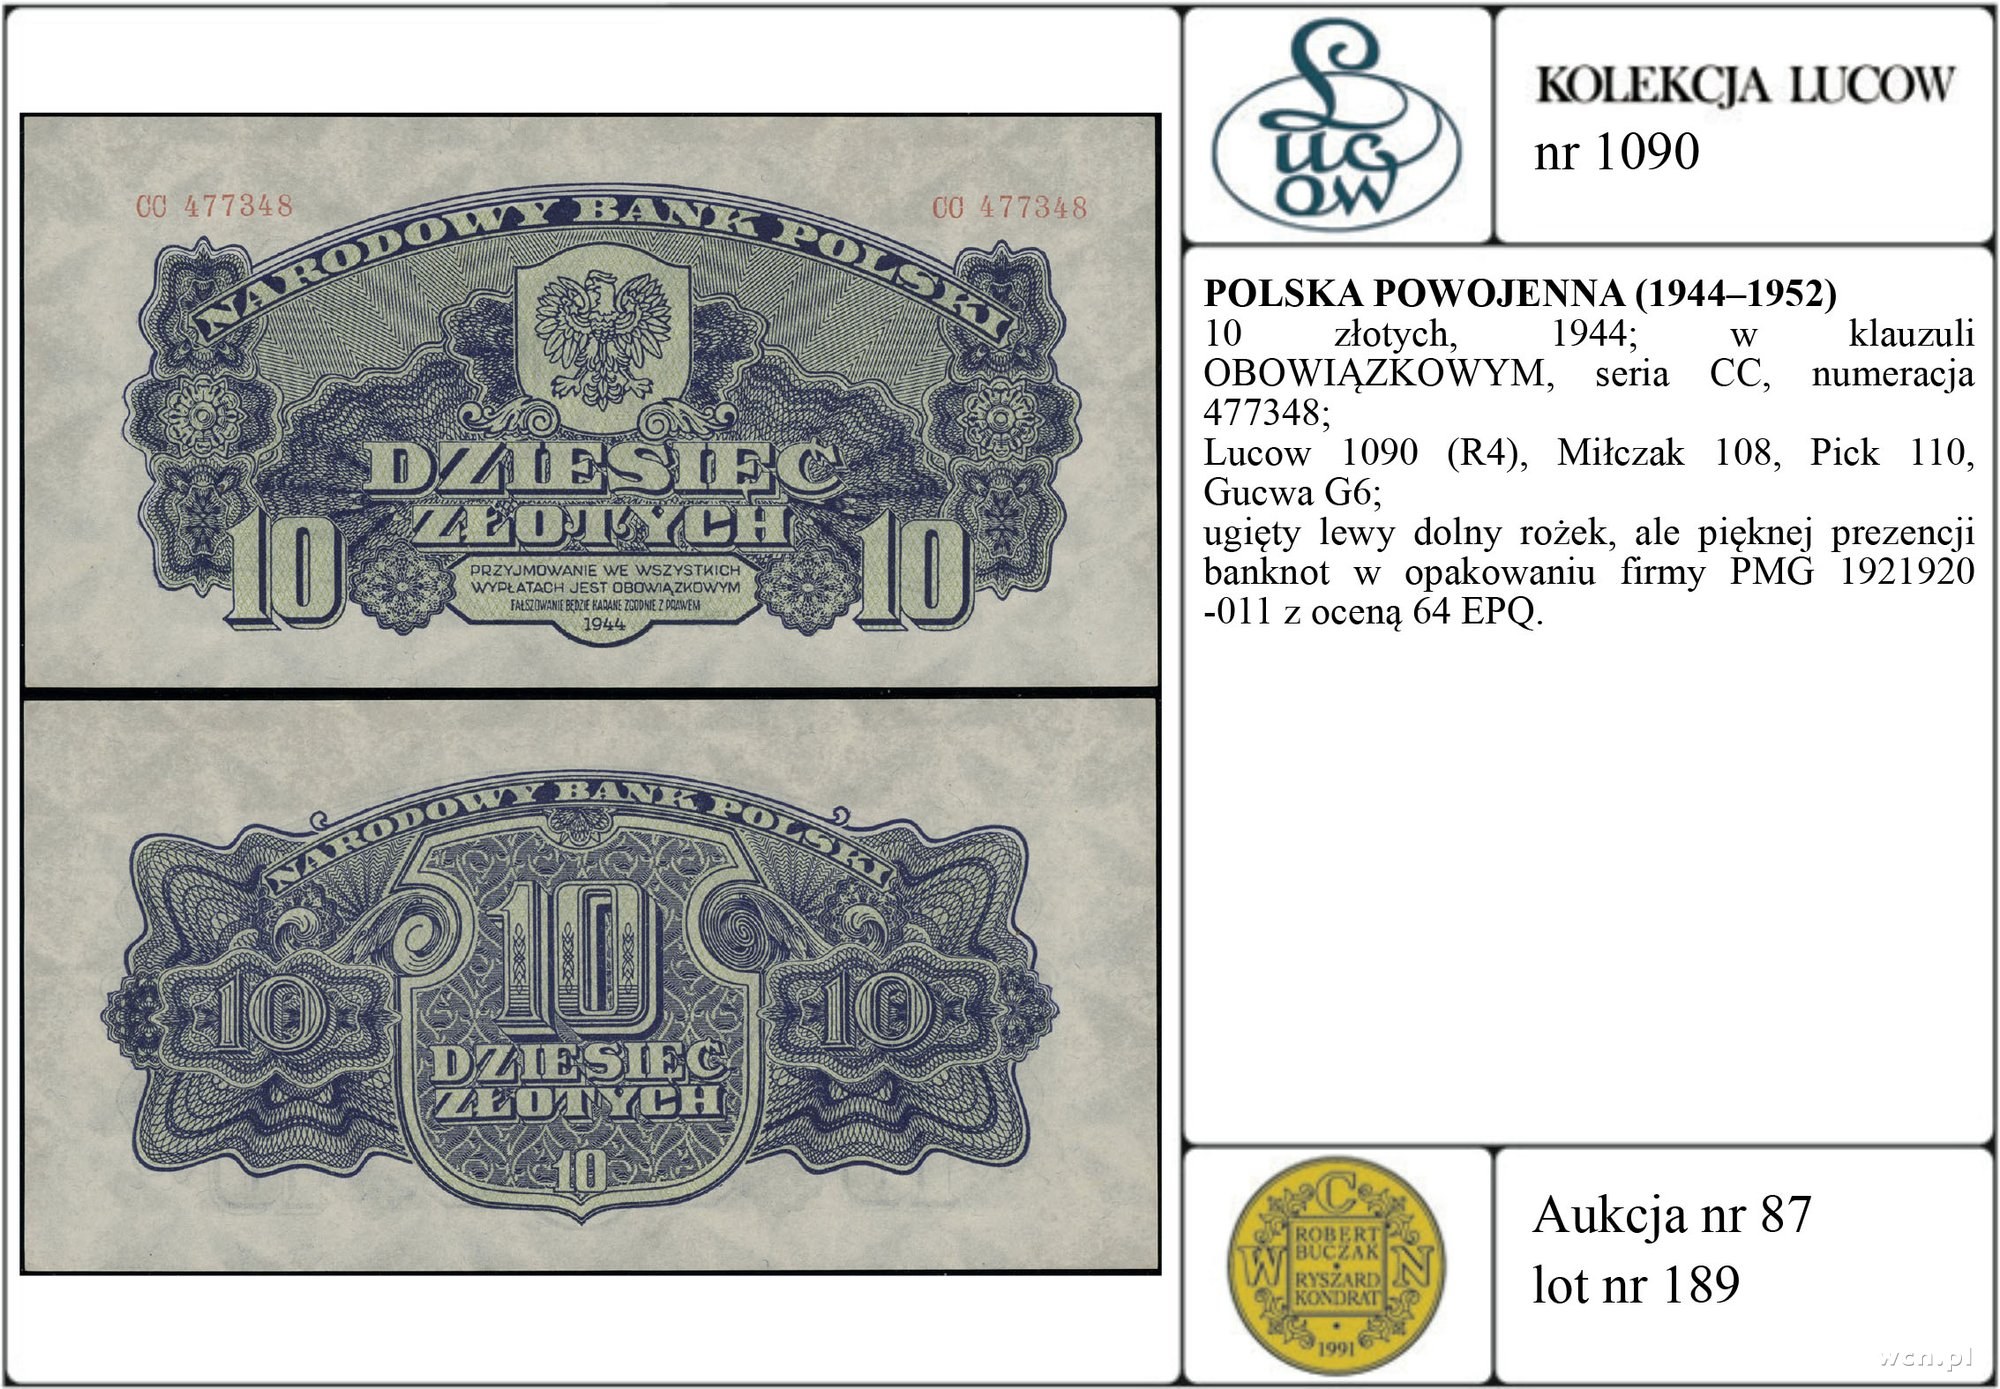 CC 477348
CC 477348
NARODOWY BANK POLSKI
DZIESIĘĆ
ZŁOTYCH
10
10
PRZYJMOWANIE WE WSZYSTKICH
WYPŁATACH JEST OBOWIĄZKOWYM
FAŁSZOWANIE BĘDZIE KARANE ZGODNIE Z PRAWEM
1944
NARODOWY BANK POLSKI
10
10
10
DZIESIĘĆ
ZŁOTYCH
10
Lucow
KOLEKCJA LUCOW
nr 1090
POLSKA POWOJENNA (1944–1952)
10 złotych, 1944; w klauzuli
OBOWIĄZKOWYM, seria CC, numeracja
477348;
Lucow 1090 (R4), Miłczak 108, Pick 110,
Gucwa G6;
ugięty lewy dolny rożek, ale pięknej prezencji
banknot w opakowaniu firmy PMG 1921920
-011 z oceną 64 EPQ.
C
W
N
ROBERT
BUCZAK
RYSZARD
KONDRAT
1991
Aukcja nr 87
lot nr 189
wcn.pl